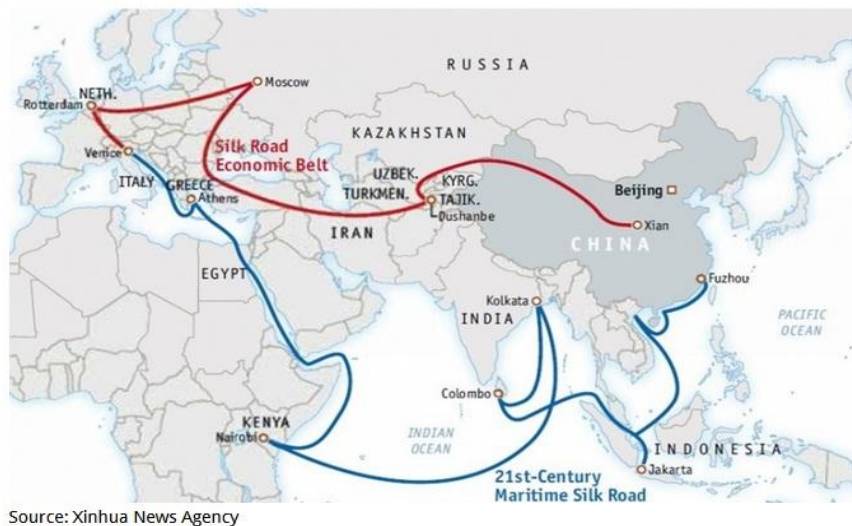 RUSSIA
Moscow
NETH.
Rotterdam
KAZAKHSTAN
Venice
Silk Road
Economic Belt
UZBEK.
KYRG.
ITALY
GREECE
TURKMEN.
TAJIK.
Beijing
Athens
Dushanbe
Xian
IRAN
CHINA
EGYPT
Fuzhou
Kolkata
INDIA
PACIFIC
OCEAN
Colombo
KENYA
Nairobi
INDIAN
OCEAN
INDONESIA
Jakarta
21st-Century
Maritime Silk Road
Source: Xinhua News Agency